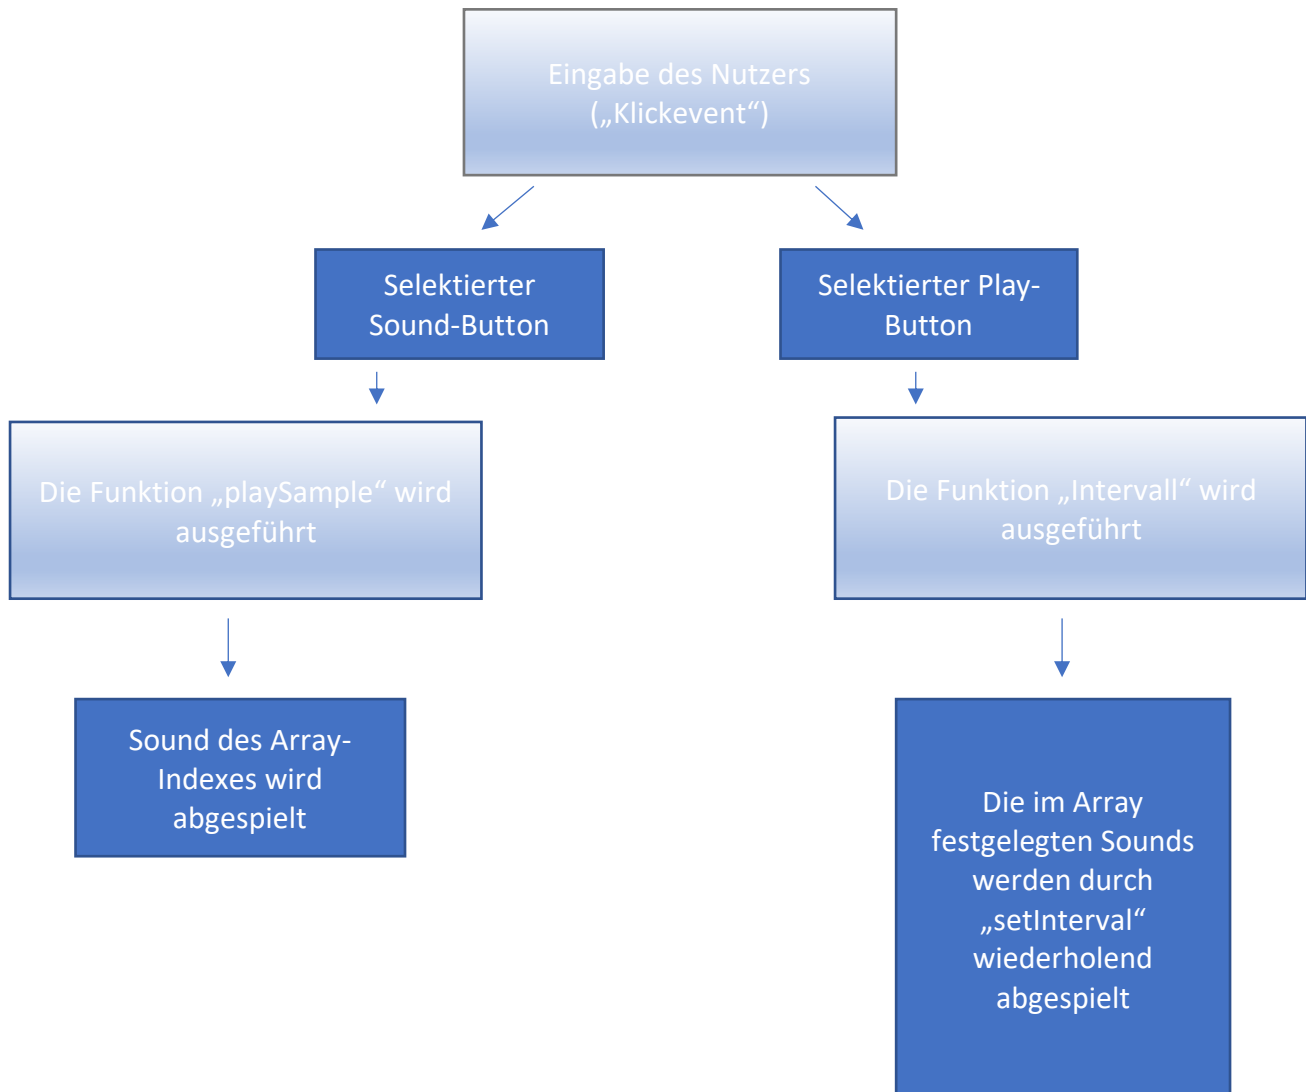 Eingabe des Nutzers
(„Klickevent“)
Selektierter
Sound-Button
Selektierter Play-
Button
Die Funktion „playSample“ wird
ausgeführt
Die Funktion „Intervall“ wird
ausgeführt
Sound des Array-
Indexes wird
abgespielt
Die im Array
festgelegten Sounds
werden durch
„setInterval“
wiederholend
abgespielt